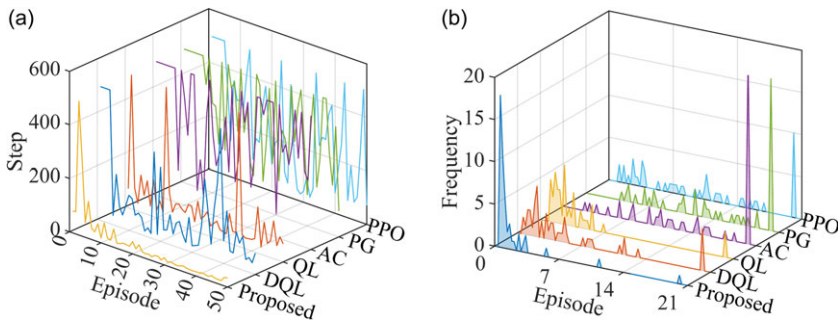 (a)
600
400
200
0
Step
0
10
20
30
40
50
Episode
Proposed
DQL
QL
AC
PG
PPO
(b)
20
15
10
5
0
Frequency
0
7
14
21
Episode
Proposed
DQL
QL
AC
PG
PPO